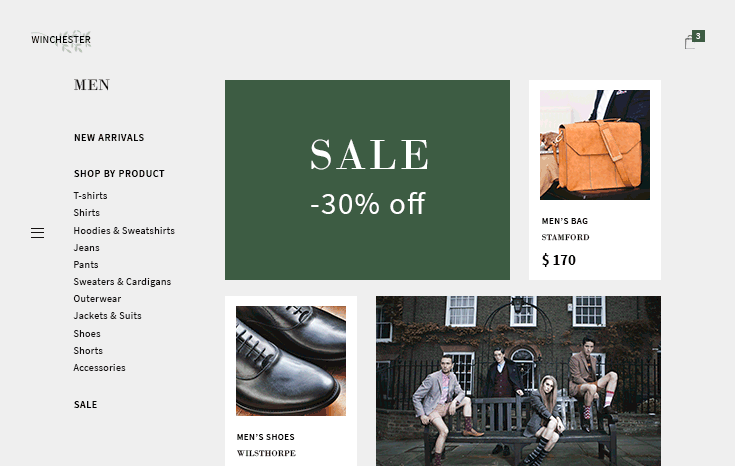 WINCHESTER
3
MEN
NEW ARRIVALS
SHOP BY PRODUCT
T-shirts
Shirts
Hoodies & Sweatshirts
Jeans
Pants
Sweaters & Cardigans
Outerwear
Jackets & Suits
Shoes
Shorts
Accessories
SALE
SALE
-30% off
MEN'S BAG
STAMFORD
$ 170
MEN'S SHOES
WILSTHORPE